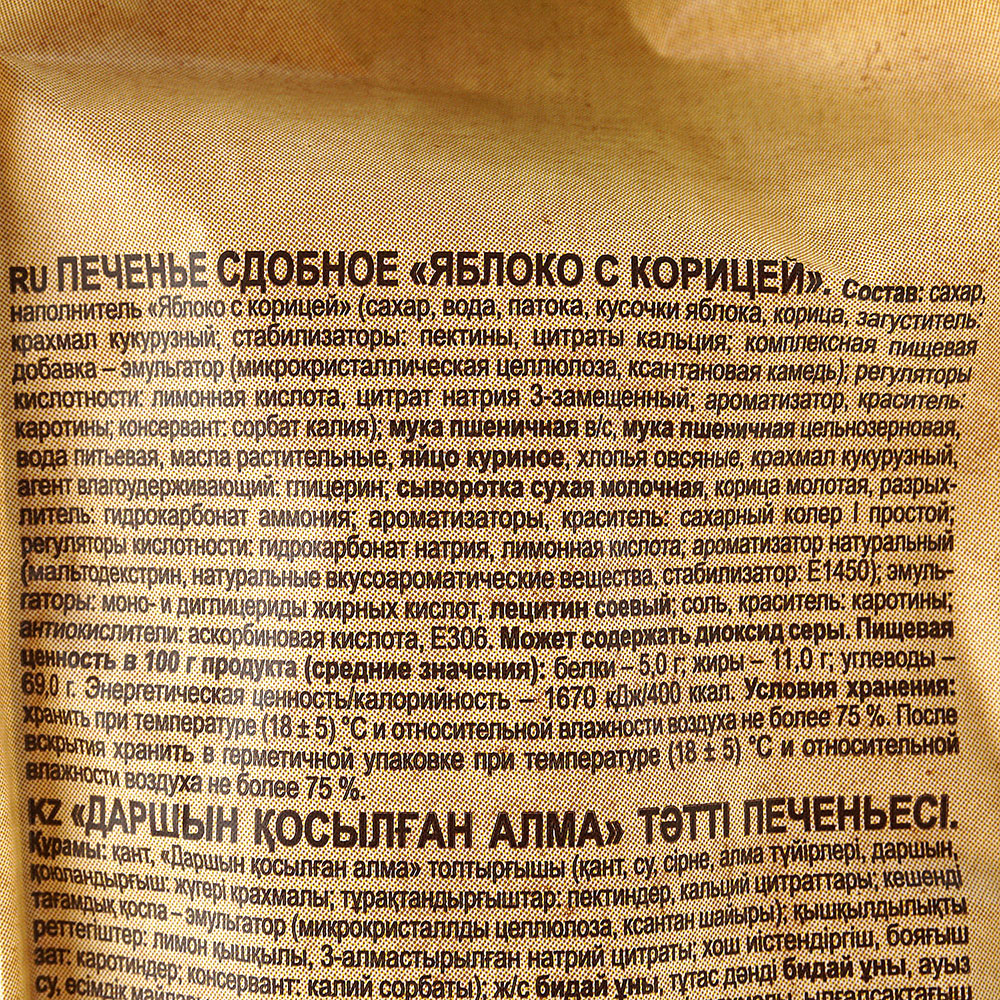 RU ПЕЧЕНЬЕ СДОБНОЕ «ЯБЛОКО С КОРИЦЕЙ». Состав: сахар,
наполнитель «Яблоко с корицей» (сахар, вода, патока, кусочки яблока, корица, загуститель:
крахмал кукурузный; стабилизаторы: пектины, цитраты кальция; комплексная пищевая
добавка – эмульгатор (микрокристаллическая целлюлоза, ксантановая камедь); регуляторы
кислотности: лимонная кислота, цитрат натрия 3-замещенный; ароматизатор, краситель:
каротины; консервант: сорбат калия); мука пшеничная в/с, мука пшеничная цельнозерновая,
вода питьевая, масла растительные, яйцо куриное, хлопья овсяные, крахмал кукурузный,
агент влагоудерживающий: глицерин; сыворотка сухая молочная, корица молотая, разрых-
литель: гидрокарбонат аммония; ароматизаторы, краситель: сахарный колер I простой;
регуляторы кислотности: гидрокарбонат натрия, лимонная кислота; ароматизатор натуральный
(мальтодекстрин, натуральные вкусоароматические вещества, стабилизатор: Е1450); эмуль-
гаторы: моно- и диглицериды жирных кислот, лецитин соевый; соль, краситель: каротины;
антиокислители: аскорбиновая кислота, Е306. Может содержать диоксид серы. Пищевая
ценность в 100 г продукта (средние значения): белки – 5,0 г; жиры – 11,0 г; углеводы –
69,0 г. Энергетическая ценность/калорийность – 1670 кДж/400 ккал. Условия хранения:
хранить при температуре (18 ± 5) °С и относительной влажности воздуха не более 75 %. После
вскрытия хранить в герметичной упаковке при температуре (18 ± 5) °С и относительной
влажности воздуха не более 75 %.
KZ «ДАРШЫН ҚОСЫЛҒАН АЛМА» ТӘТТІ ПЕЧЕНЬЕСІ.
Құрамы: қант, «Даршын қосылған алма» толтырғышы (қант, су, сірне, алма түйірлері, даршын,
қоюландырғыш: жүгері крахмалы; тұрақтандырғыштар: пектиндер, кальций цитраттары; кешенді
тағамдық қоспа – эмульгатор (микрокристаллды целлюлоза, ксантан шайыры); қышқылдылықты
реттегіштер: лимон қышқылы, 3-алмастырылған натрий цитраты; хош иістендіргіш, бояғыш
зат: каротиндер; консервант: калий сорбаты); ж/с бидай ұны, тұтас дәнді бидай ұны, ауыз
су, өсімдік